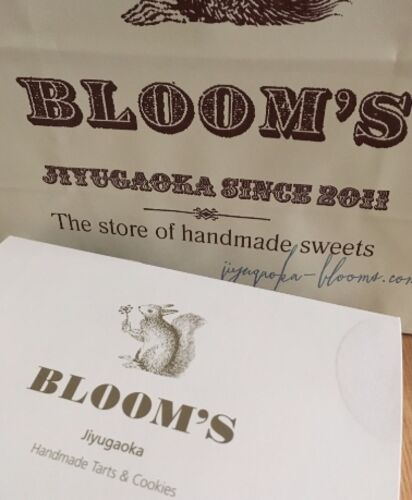 BLOOM'S
JIYUGAOKA SINCE 2011
The store of handmade sweets
jiyugaoka-blooms.com
BLOOM'S
Jiyugaoka
Handmade Tarts & Cookies